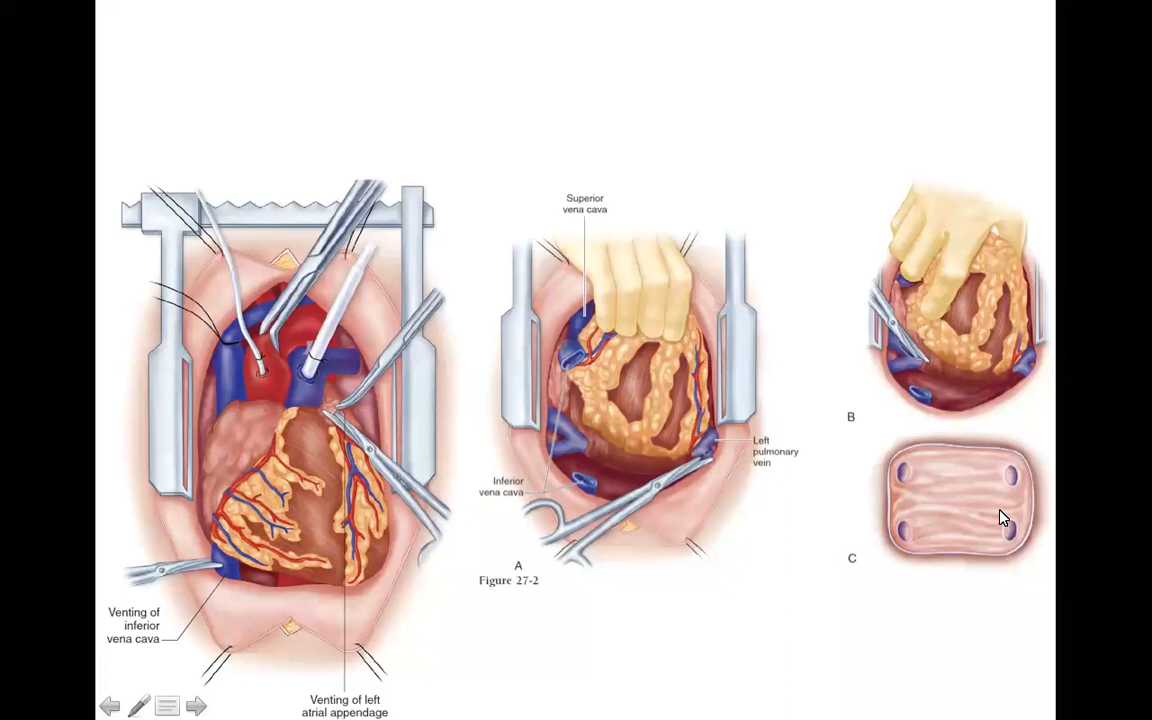 Superior
vena cava
Left
pulmonary
vein
Inferior
vena cava
A
Figure 27-2
B
C
Venting of
inferior
vena cava
Venting of left
atrial appendage